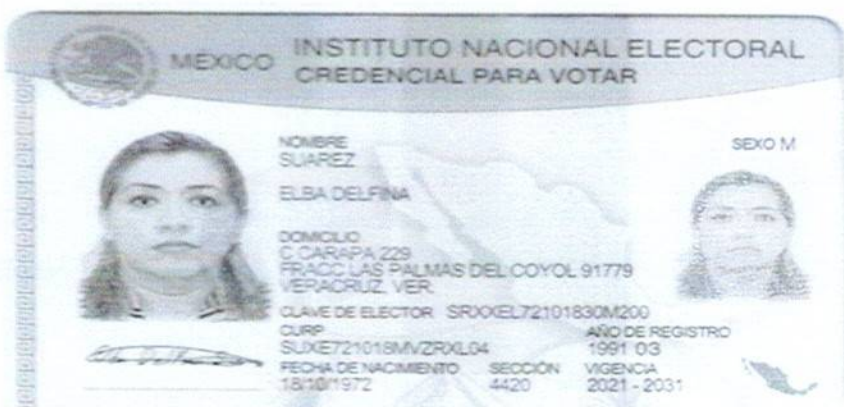 MÉXICO INSTITUTO NACIONAL ELECTORAL
CREDENCIAL PARA VOTAR
NOMBRE
SUAREZ
SEXO M
ELBA DELFINA
DOMICILIO
C CARAPA 229
FRACC LAS PALMAS DEL COYOL 91779
VERACRUZ, VER.
CLAVE DE ELECTOR SRXXEL72101830M200
CURP
SUXE721018MVZRXL04
AÑO DE REGISTRO
1991 03
FECHA DE NACIMIENTO
18/10/1972
SECCIÓN
4420
VIGENCIA
2021 - 2031